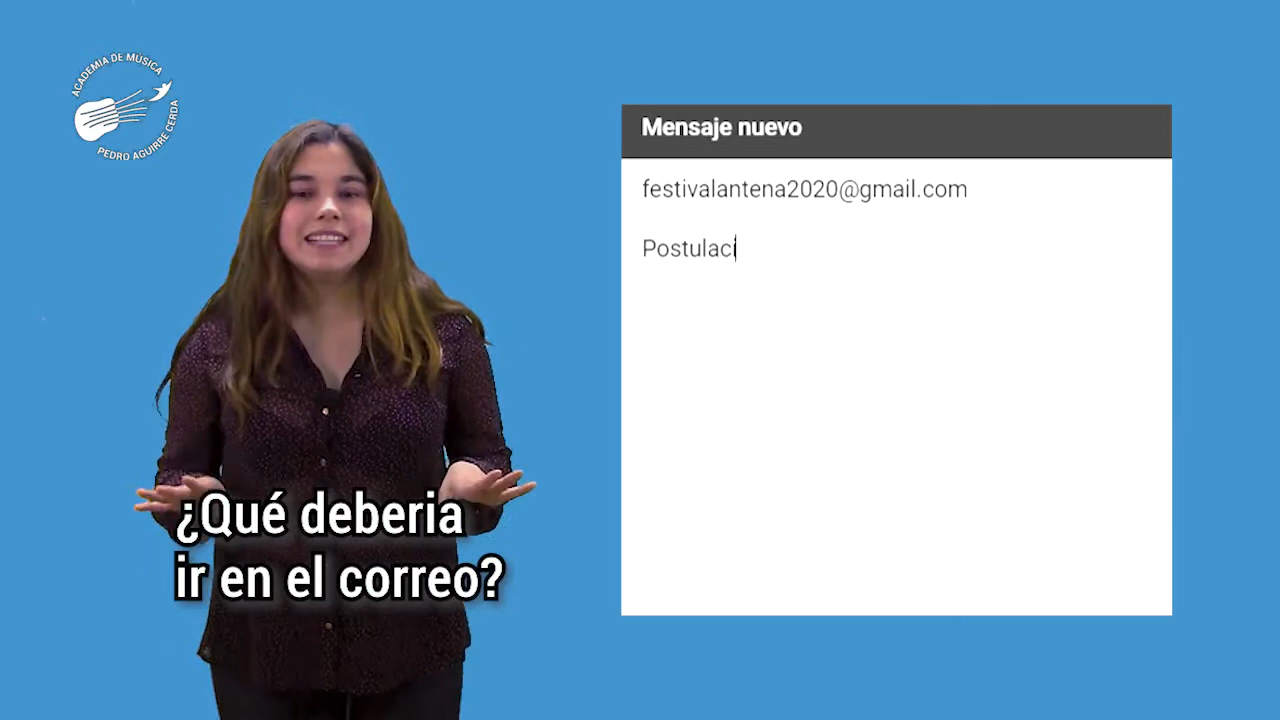 ACADEMIA DE MÚSICA
PEDRO AGUIRRE CERDA
Mensaje nuevo
festivalantena2020@gmail.com
Postulaci
¿Qué deberia
ir en el correo?